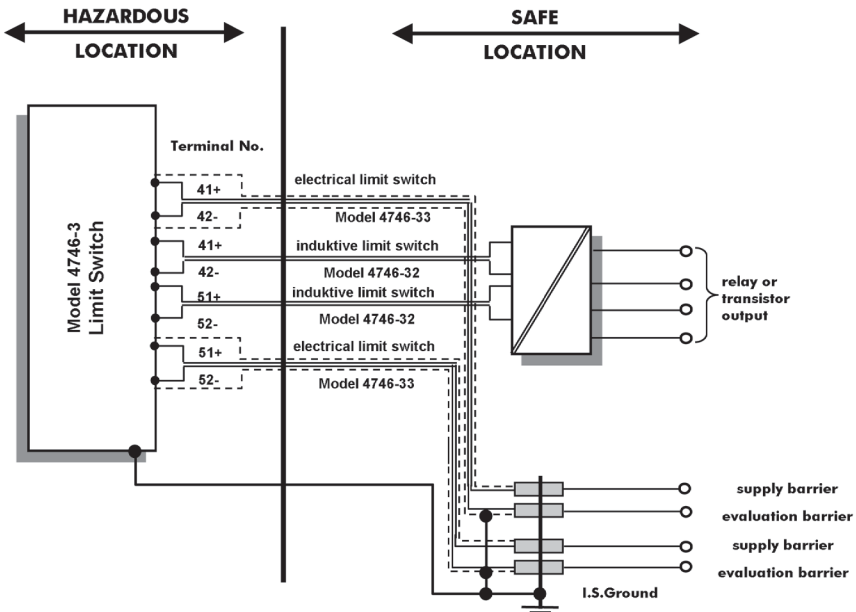 HAZARDOUS
LOCATION
SAFE
LOCATION
Terminal No.
Model 4746-3
Limit Switch
41+
electrical limit switch
42-
Model 4746-33
41+
induktive limit switch
42-
Model 4746-32
51+
induktive limit switch
52-
Model 4746-32
51+
electrical limit switch
52-
Model 4746-33
relay or
transistor
output
supply barrier
evaluation barrier
supply barrier
evaluation barrier
I.S.Ground